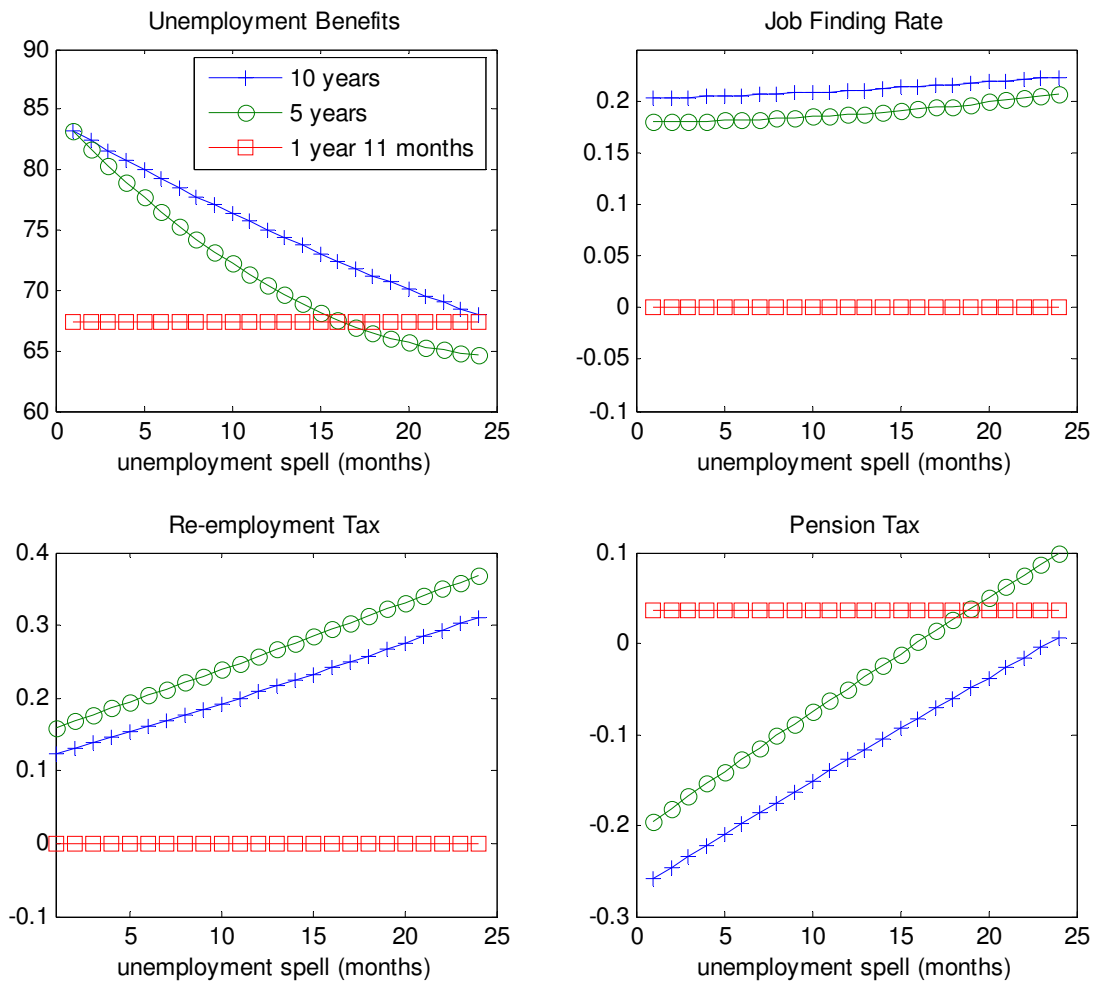 Unemployment Benefits
90
85
80
75
70
65
60
0 5 10 15 20 25
unemployment spell (months)
10 years
5 years
1 year 11 months
Job Finding Rate
0.2
0.15
0.1
0.05
0
-0.05
-0.1
0 5 10 15 20 25
unemployment spell (months)
Re-employment Tax
0.4
0.3
0.2
0.1
0
-0.1
5 10 15 20 25
unemployment spell (months)
Pension Tax
0.1
0
-0.1
-0.2
-0.3
0 5 10 15 20 25
unemployment spell (months)